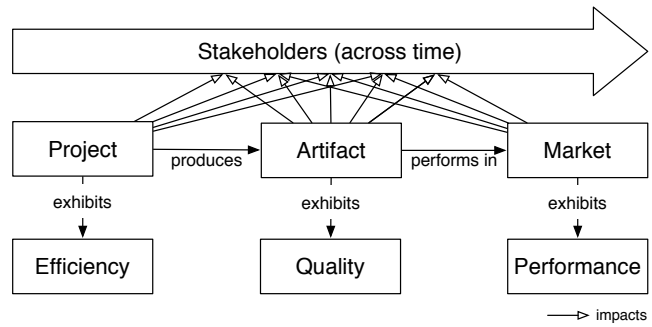 Stakeholders (across time)
Project
produces
Artifact
performs in
Market
exhibits
exhibits
exhibits
Efficiency
Quality
Performance
impacts